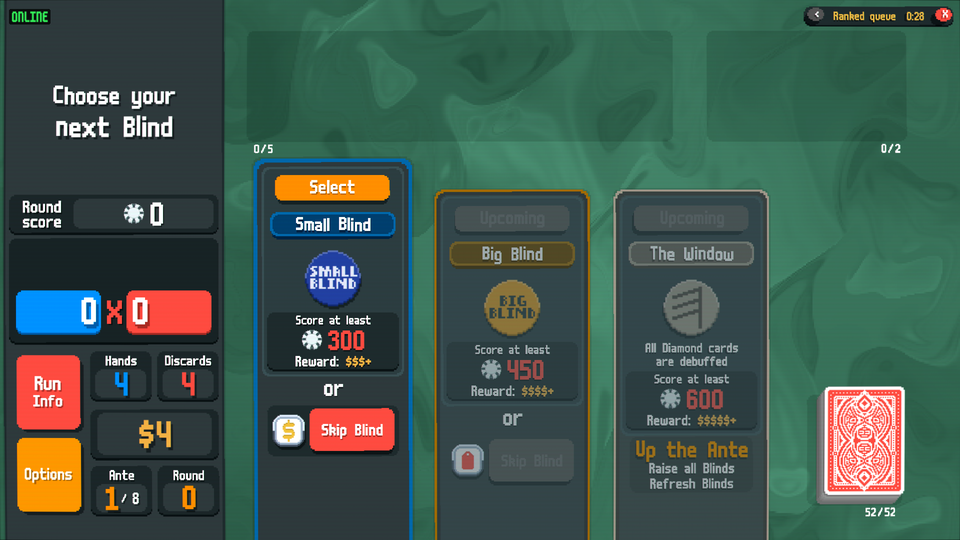 ONLINE
Ranked queue 0:28
Choose your
next Blind
0/5
0/2
Round
score
0
0 X 0
Run
Info
Hands
4
Discards
4
$4
Options
Ante
1 / 8
Round
0
Select
Small Blind
SMALL
BLIND
Score at least
300
Reward: $$$+
or
$
Skip Blind
Upcoming
Big Blind
BIG
BLIND
Score at least
450
Reward: $$$$+
or
Skip Blind
Upcoming
The Window
All Diamond cards
are debuffed
Score at least
600
Reward: $$$$$+
Up the Ante
Raise all Blinds
Refresh Blinds
52/52